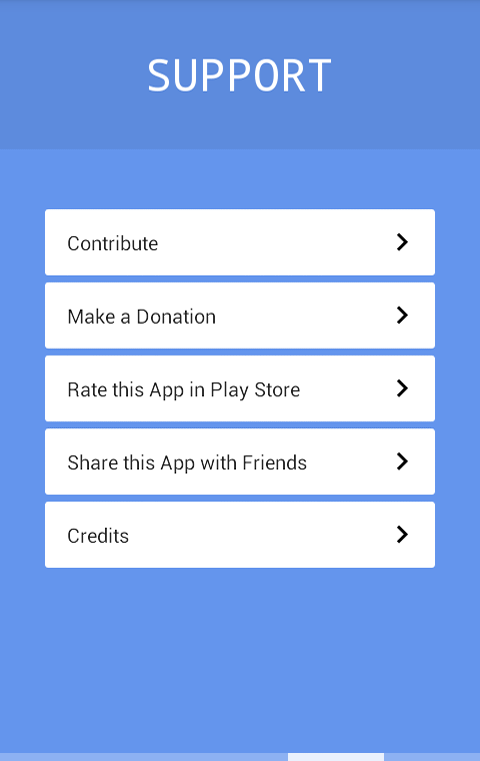 SUPPORT
Contribute
Make a Donation
Rate this App in Play Store
Share this App with Friends
Credits